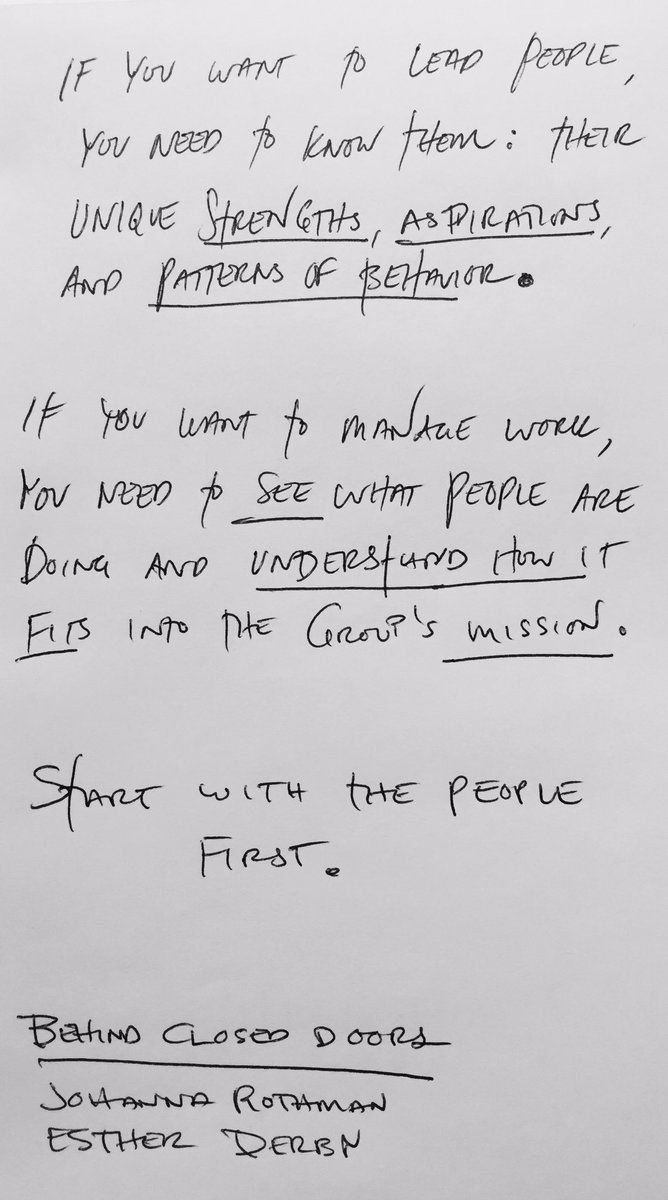 IF YOU WANT TO LEAD PEOPLE,
YOU NEED TO KNOW THEM: THEIR
UNIQUE STRENGTHS, ASPIRATIONS,
AND PATTERNS OF BEHAVIOR.
IF YOU WANT TO MANAGE WORK,
YOU NEED TO SEE WHAT PEOPLE ARE
DOING AND UNDERSTAND HOW IT
FITS INTO THE GROUP'S MISSION.
START WITH THE PEOPLE
FIRST.
BEHIND CLOSED DOORS
JOHANNA ROTHMAN
ESTHER DERBY